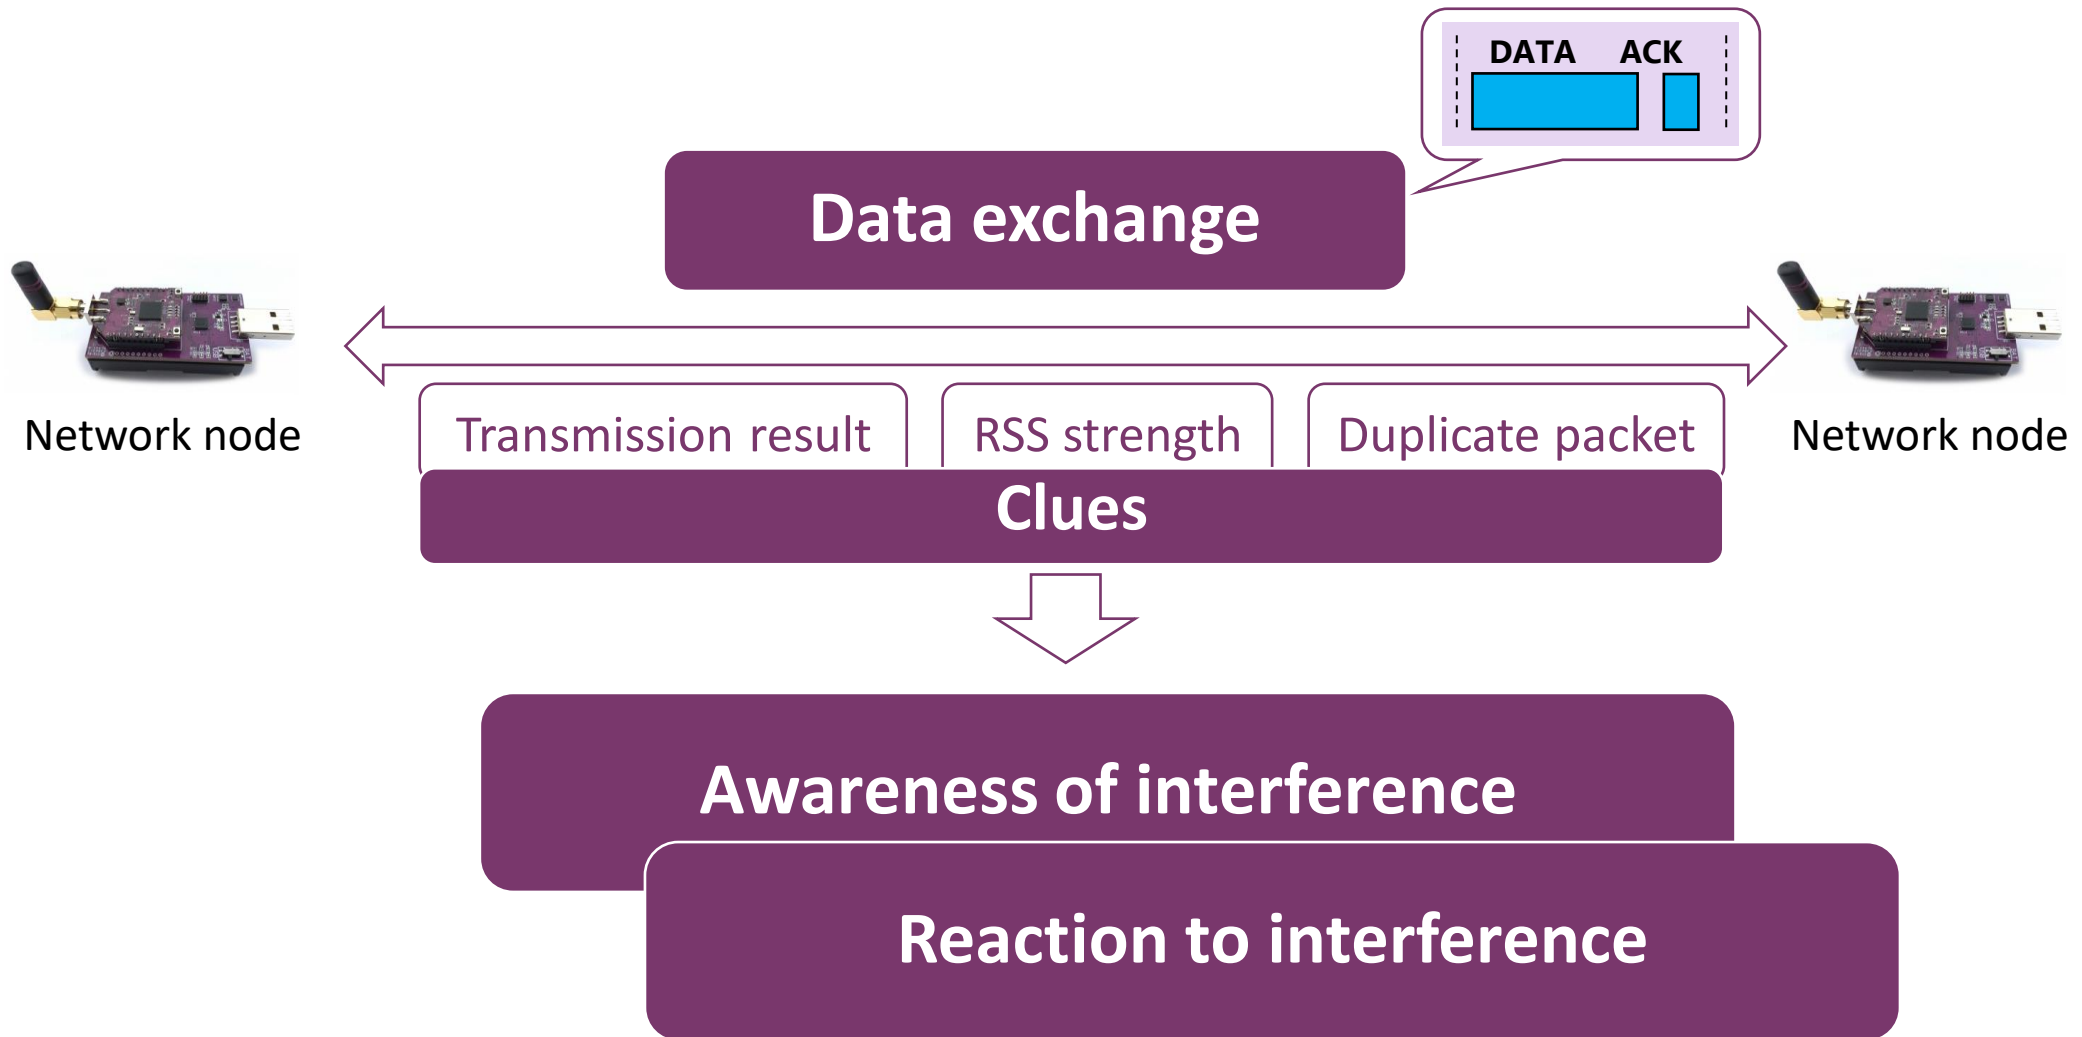 DATA ACK
Data exchange
Network node
Transmission result
RSS strength
Duplicate packet
Network node
Clues
Awareness of interference
Reaction to interference